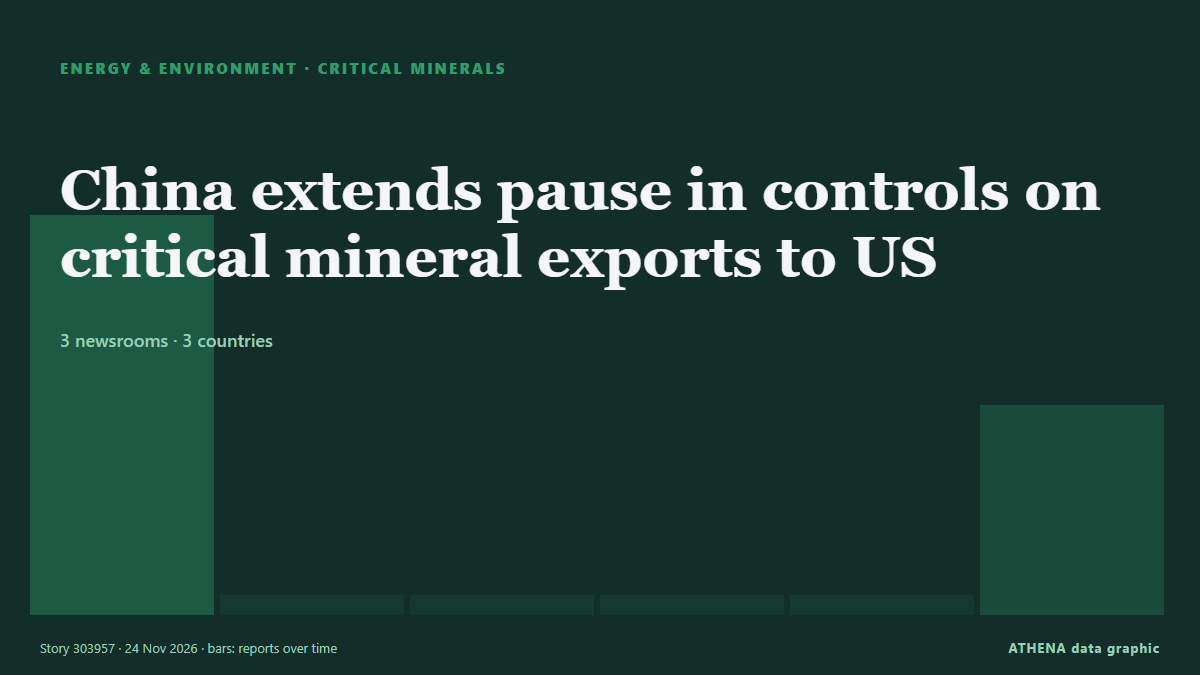 ENERGY & ENVIRONMENT · CRITICAL MINERALS
China extends pause in controls on
critical mineral exports to US
3 newsrooms · 3 countries
Story 303957 · 24 Nov 2026 · bars: reports over time
ATHENA data graphic